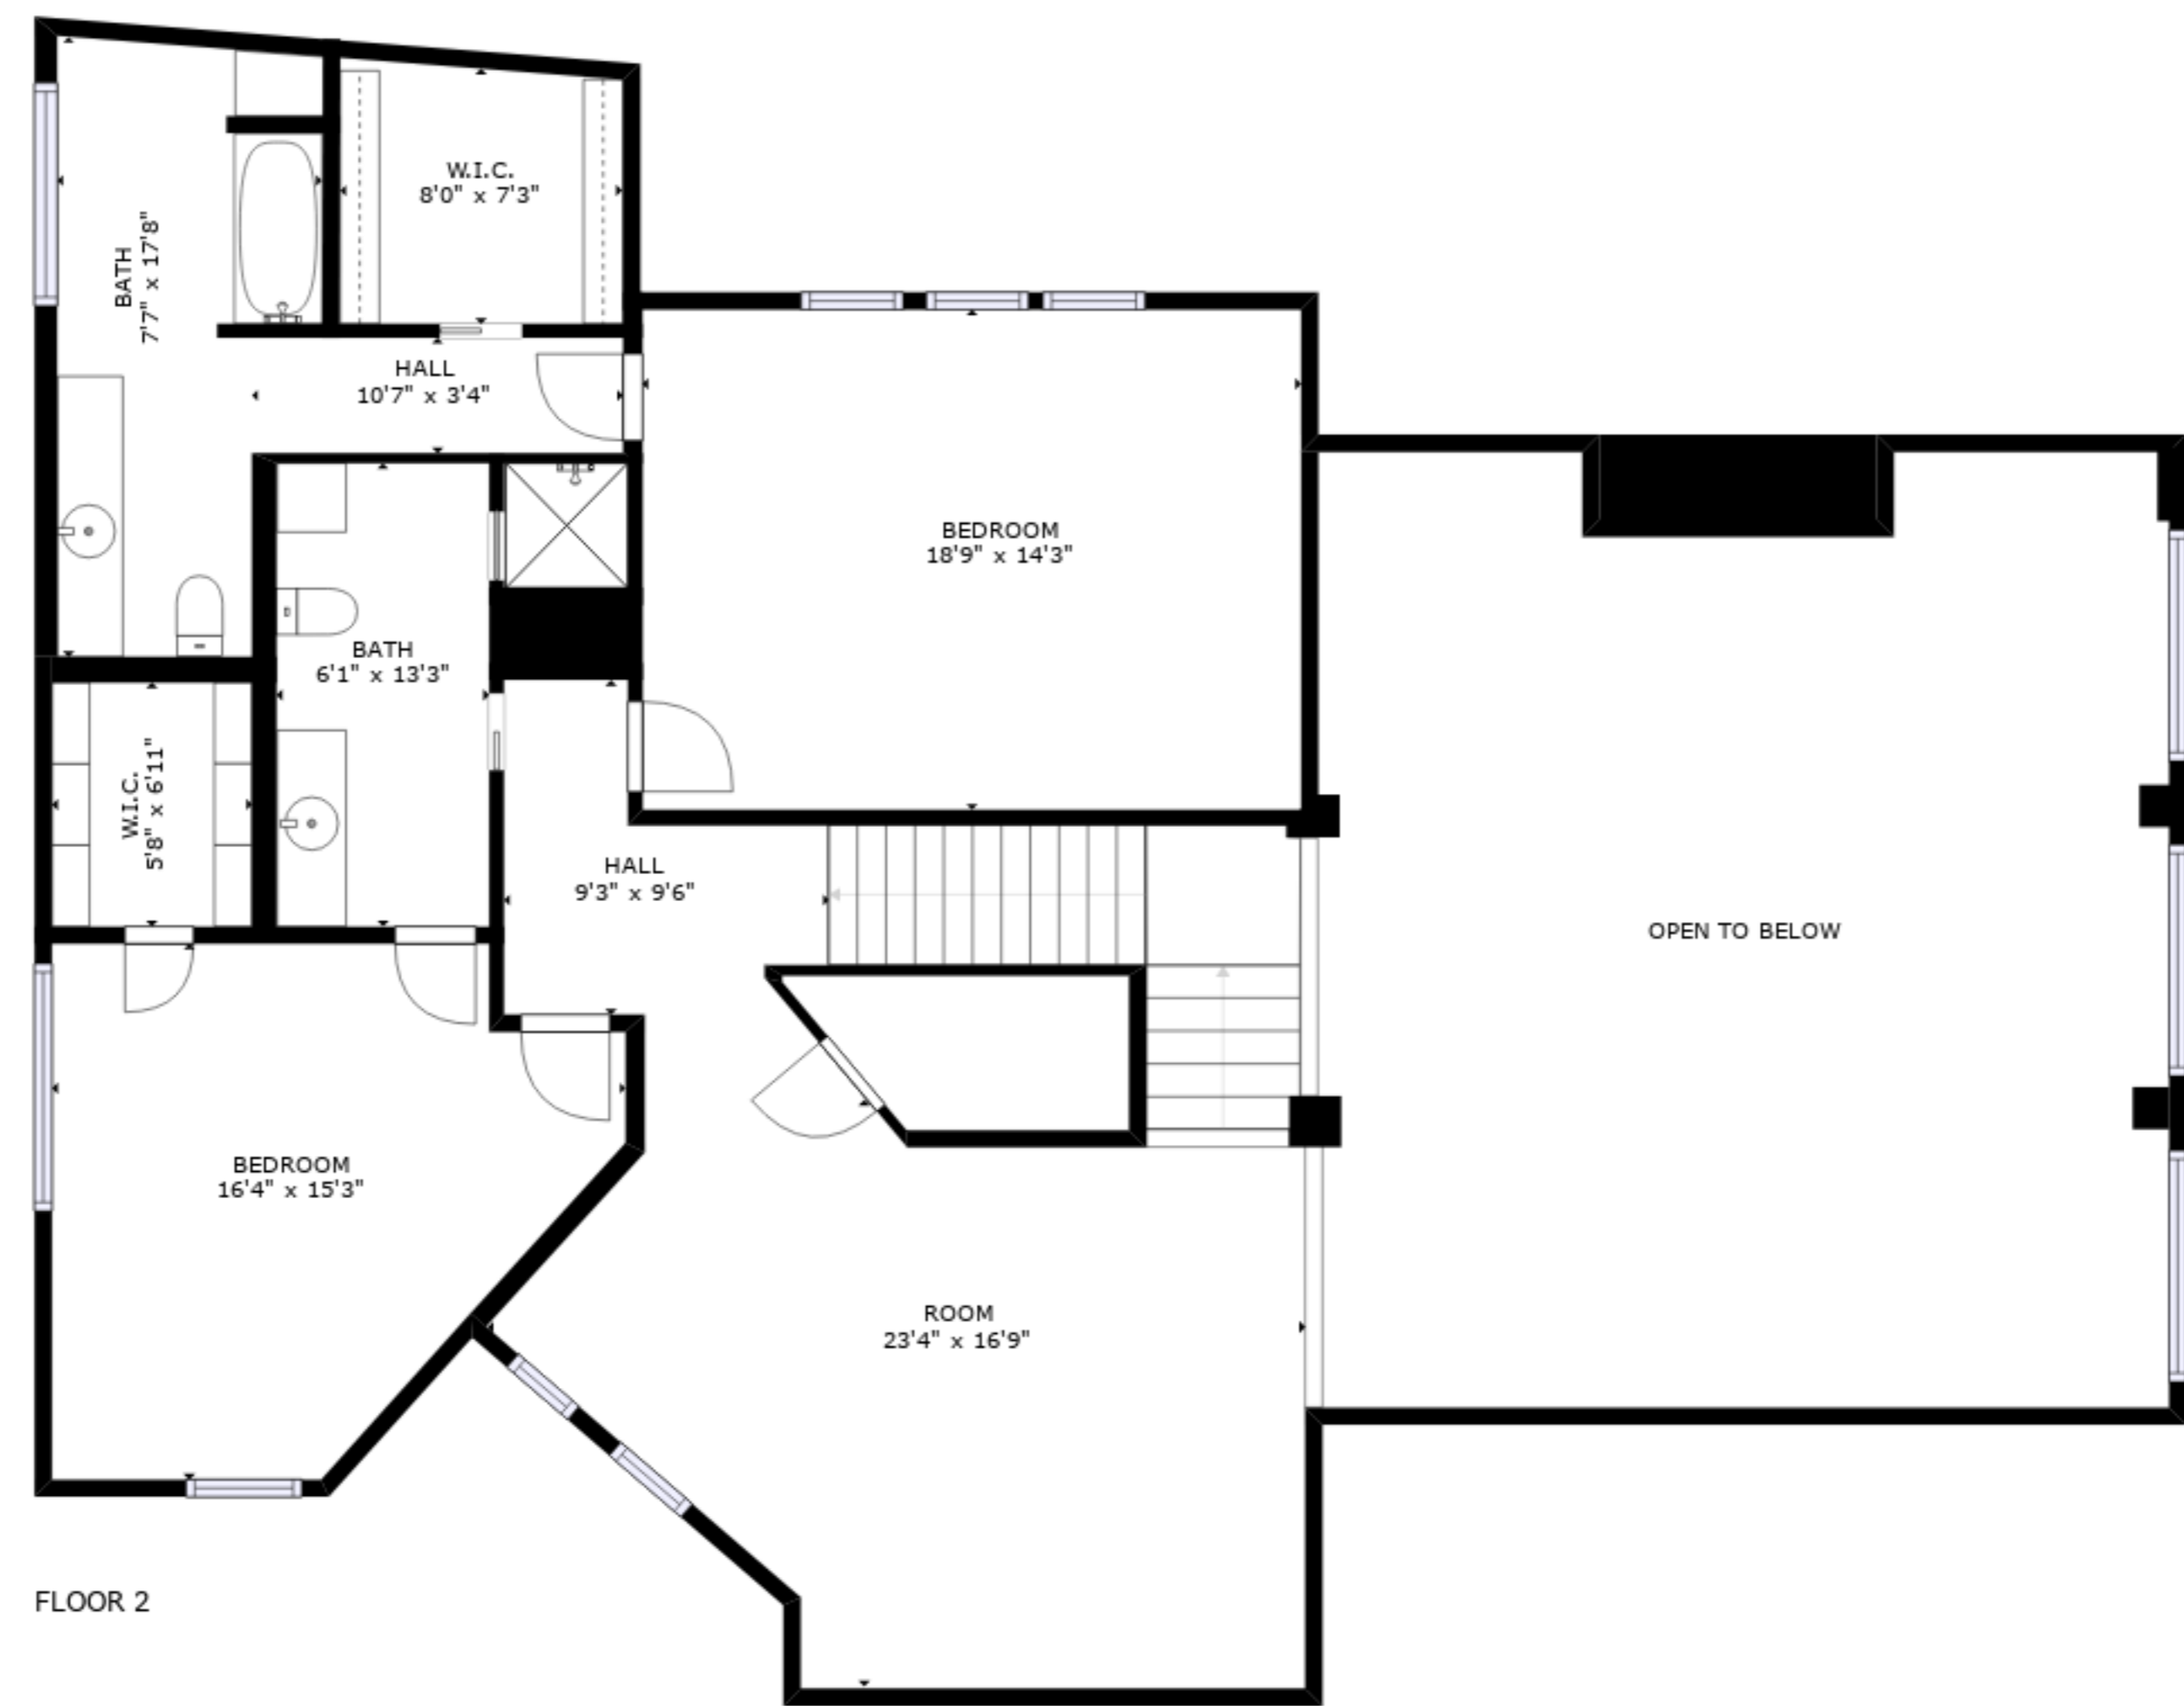 W.I.C.
8'0" x 7'3"
BATH
7'7" x 17'8"
HALL
10'7" x 3'4"
BEDROOM
18'9" x 14'3"
BATH
6'1" x 13'3"
W.I.C.
5'8" x 6'11"
HALL
9'3" x 9'6"
OPEN TO BELOW
BEDROOM
16'4" x 15'3"
ROOM
23'4" x 16'9"
FLOOR 2